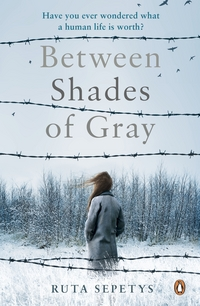 Have you ever wondered what
a human life is worth?
Between
Shades
of Gray
RUTA SEPETYS